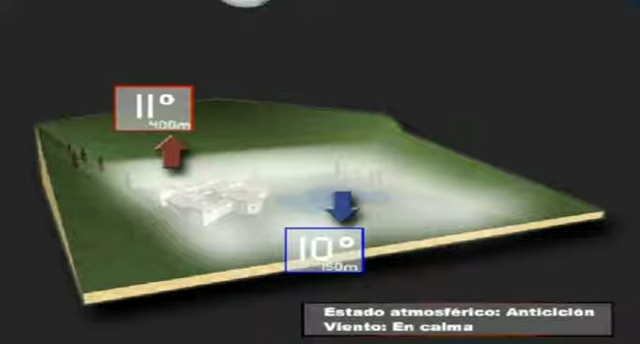 11°
400m
10°
150m
Estado atmosférico: Anticición
Viento: En calma